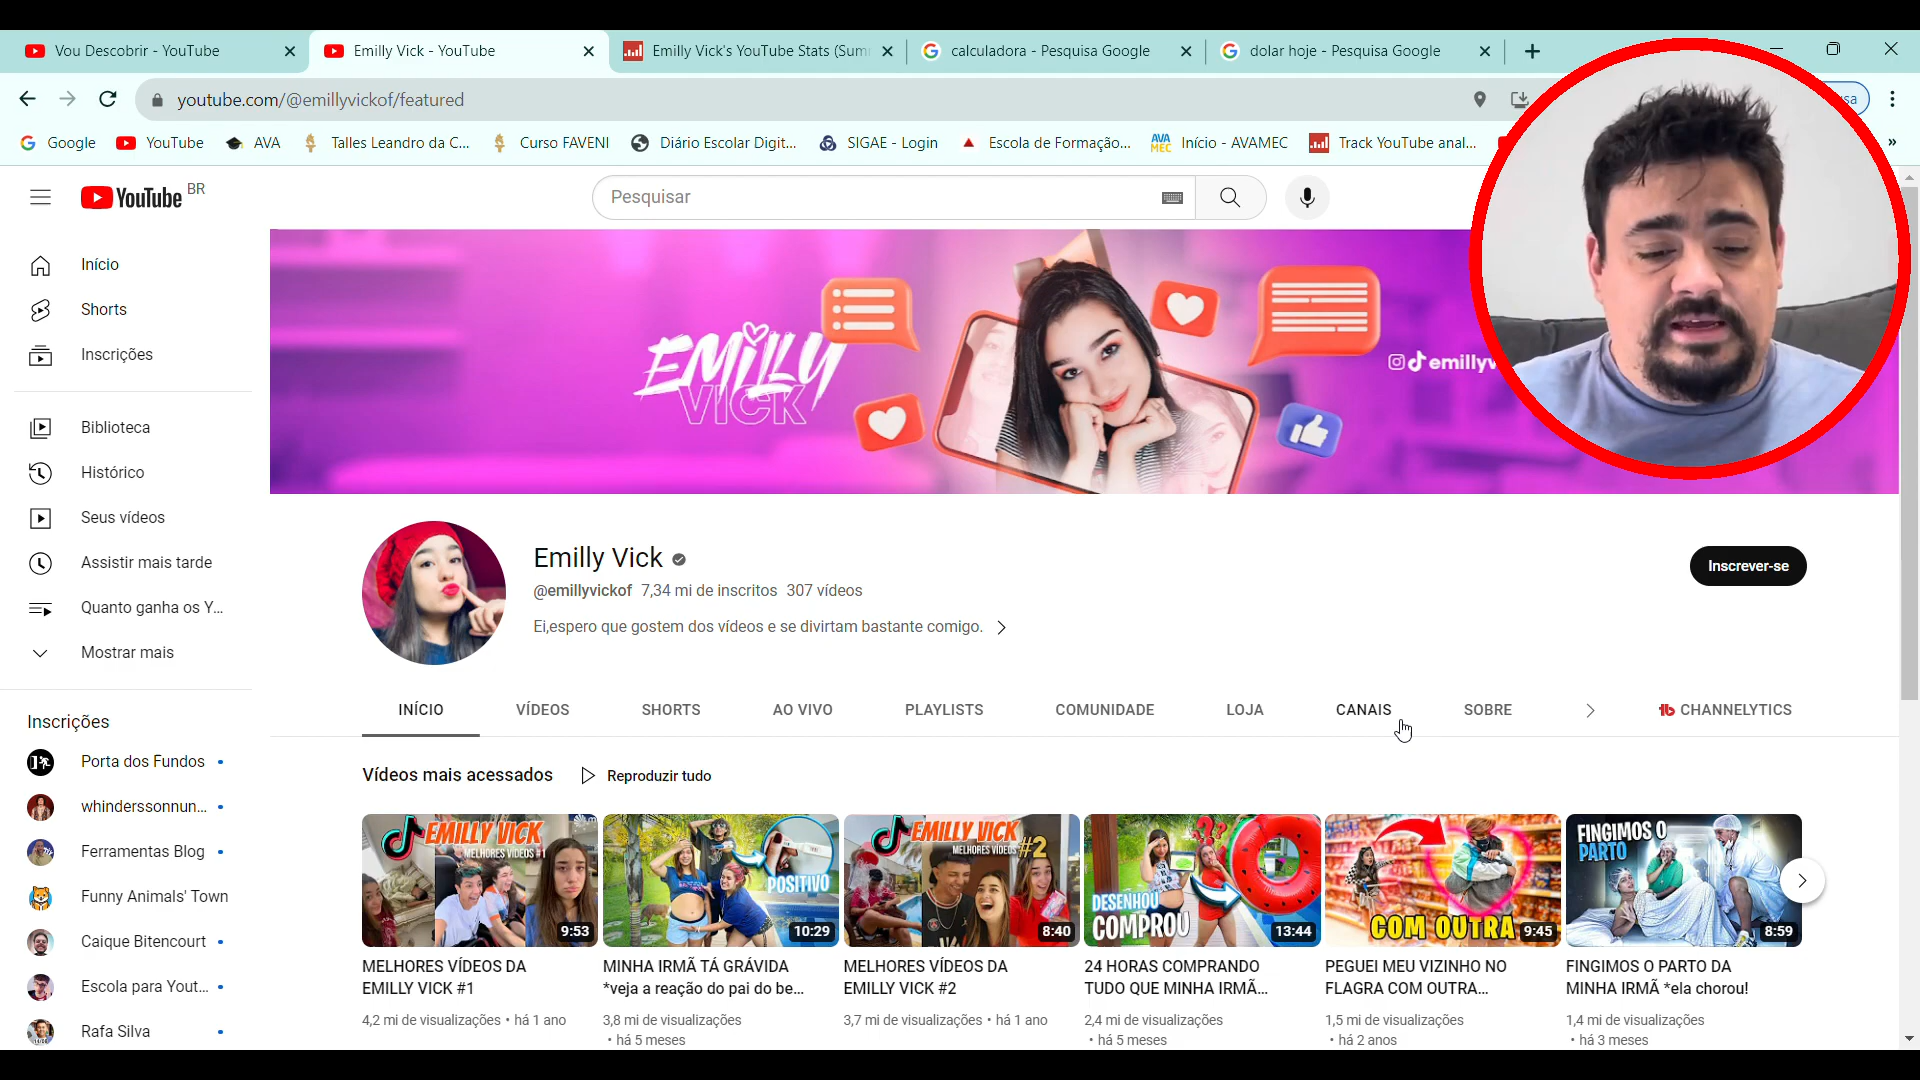 Vou Descobrir - YouTube
Emilly Vick - YouTube
Emilly Vick's YouTube Stats (Sum
calculadora - Pesquisa Google
dolar hoje - Pesquisa Google
youtube.com/@emillyvickof/featured
Google
YouTube
AVA
Talles Leandro da C...
Curso FAVENI
Diário Escolar Digit...
SIGAE - Login
Escola de Formação...
AVA MEC
Início - AVAMEC
Track YouTube anal...
YouTube BR
Pesquisar
Início
Shorts
Inscrições
EMILLY
VICK
emillyv
Biblioteca
Histórico
Seus vídeos
Assistir mais tarde
Quanto ganha os Y...
Mostrar mais
Emilly Vick
@emillyvickof 7,34 mi de inscritos 307 vídeos
Ei,espero que gostem dos vídeos e se divirtam bastante comigo.
Inscrever-se
INÍCIO
VÍDEOS
SHORTS
AO VIVO
PLAYLISTS
COMUNIDADE
LOJA
CANAIS
SOBRE
CHANNELYTICS
Inscrições
Porta dos Fundos
whinderssonnun...
Ferramentas Blog
Funny Animals' Town
Caique Bitencourt
Escola para Yout...
Rafa Silva
Vídeos mais acessados
Reproduzir tudo
EMILLY VICK
MELHORES VÍDEOS #1
9:53
MELHORES VÍDEOS DA
EMILLY VICK #1
4,2 mi de visualizações • há 1 ano
POSITIVO
10:29
MINHA IRMÃ TÁ GRÁVIDA
*veja a reação do pai do be...
3,8 mi de visualizações
• há 5 meses
EMILLY VICK
MELHORES VÍDEOS #2
8:40
MELHORES VÍDEOS DA
EMILLY VICK #2
3,7 mi de visualizações • há 1 ano
??
DESENHOU
COMPROU
13:44
24 HORAS COMPRANDO
TUDO QUE MINHA IRMÃ...
2,4 mi de visualizações
• há 5 meses
COM OUTRA
9:45
PEGUEI MEU VIZINHO NO
FLAGRA COM OUTRA...
1,5 mi de visualizações
• há 2 anos
FINGIMOS O
PARTO
8:59
FINGIMOS O PARTO DA
MINHA IRMÃ *ela chorou!
1,4 mi de visualizações
• há 3 meses